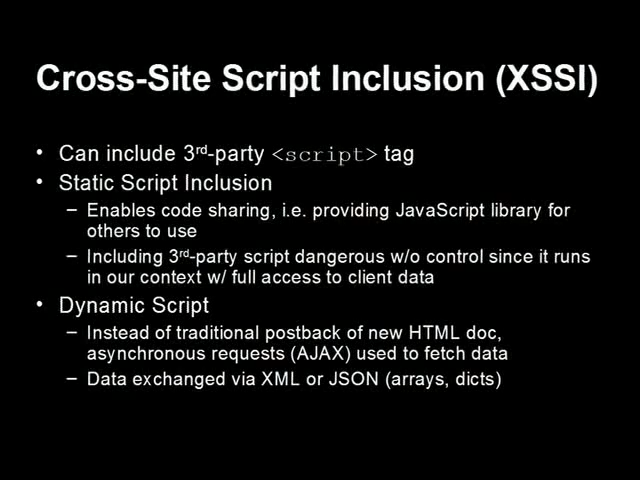 Cross-Site Script Inclusion (XSSI)
• Can include 3rd-party <script> tag
• Static Script Inclusion
– Enables code sharing, i.e. providing JavaScript library for
others to use
– Including 3rd-party script dangerous w/o control since it runs
in our context w/ full access to client data
• Dynamic Script
– Instead of traditional postback of new HTML doc,
asynchronous requests (AJAX) used to fetch data
– Data exchanged via XML or JSON (arrays, dicts)